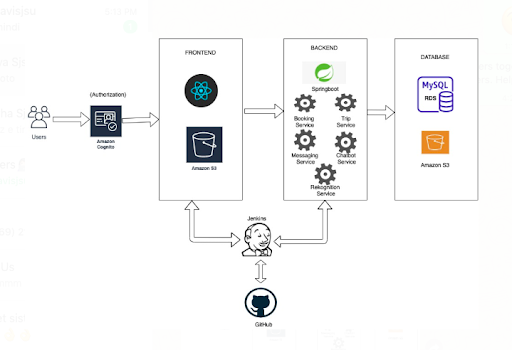 FRONTEND
BACKEND
DATABASE
(Authorization)
Users
Amazon
Cognito
Amazon S3
Springboot
Booking
Service
Trip
Service
Messaging
Service
Chatbot
Service
Rekognition
Service
MySQL
RDS
Amazon S3
Jenkins
GitHub